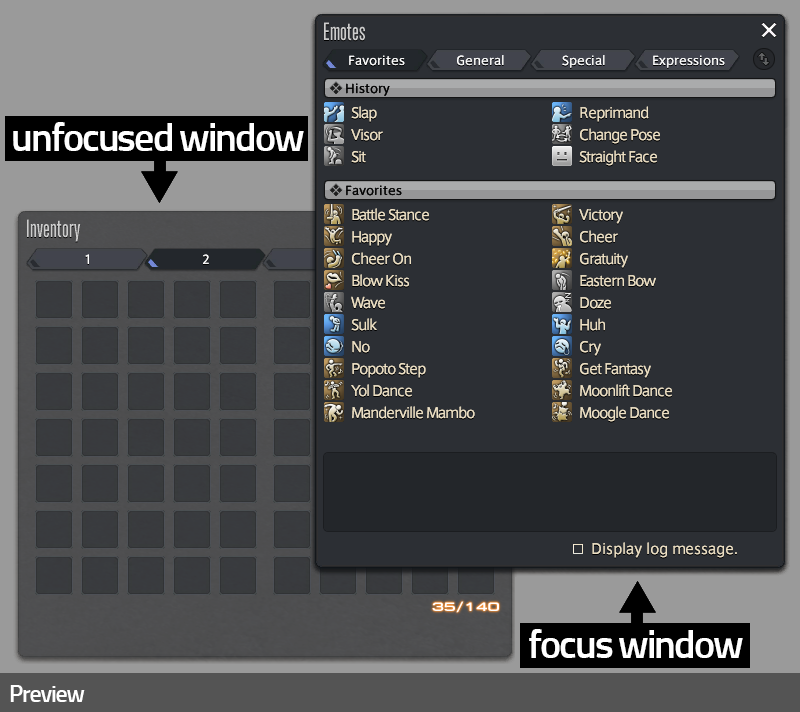 Emotes
Favorites General Special Expressions
History
Slap Reprimand
Visor Change Pose
Sit Straight Face
Favorites
Battle Stance Victory
Happy Cheer
Cheer On Gratuity
Blow Kiss Eastern Bow
Wave Doze
Sulk Huh
No Cry
Popoto Step Get Fantasy
Yol Dance Moonlift Dance
Manderville Mambo Moogle Dance
Display log message.
unfocused window
Inventory
1 2
35/140
focus window
Preview